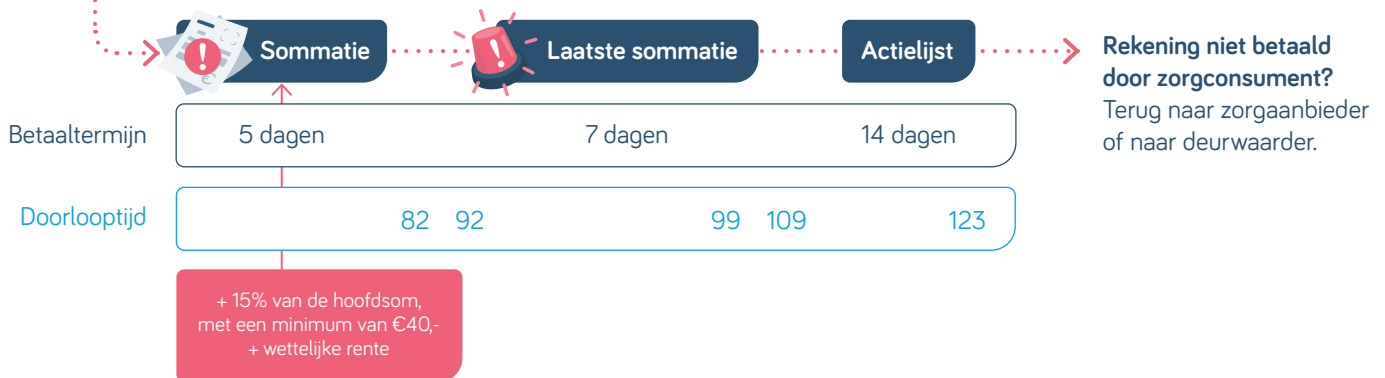 Sommatie
Laatste sommatie
Actielijst
Rekening niet betaald
door zorgconsument?
Terug naar zorgaanbieder
of naar deurwaarder.
Betaaltermijn
5 dagen
7 dagen
14 dagen
Doorlooptijd
82
92
99
109
123
+ 15% van de hoofdsom,
met een minimum van €40,-
+ wettelijke rente